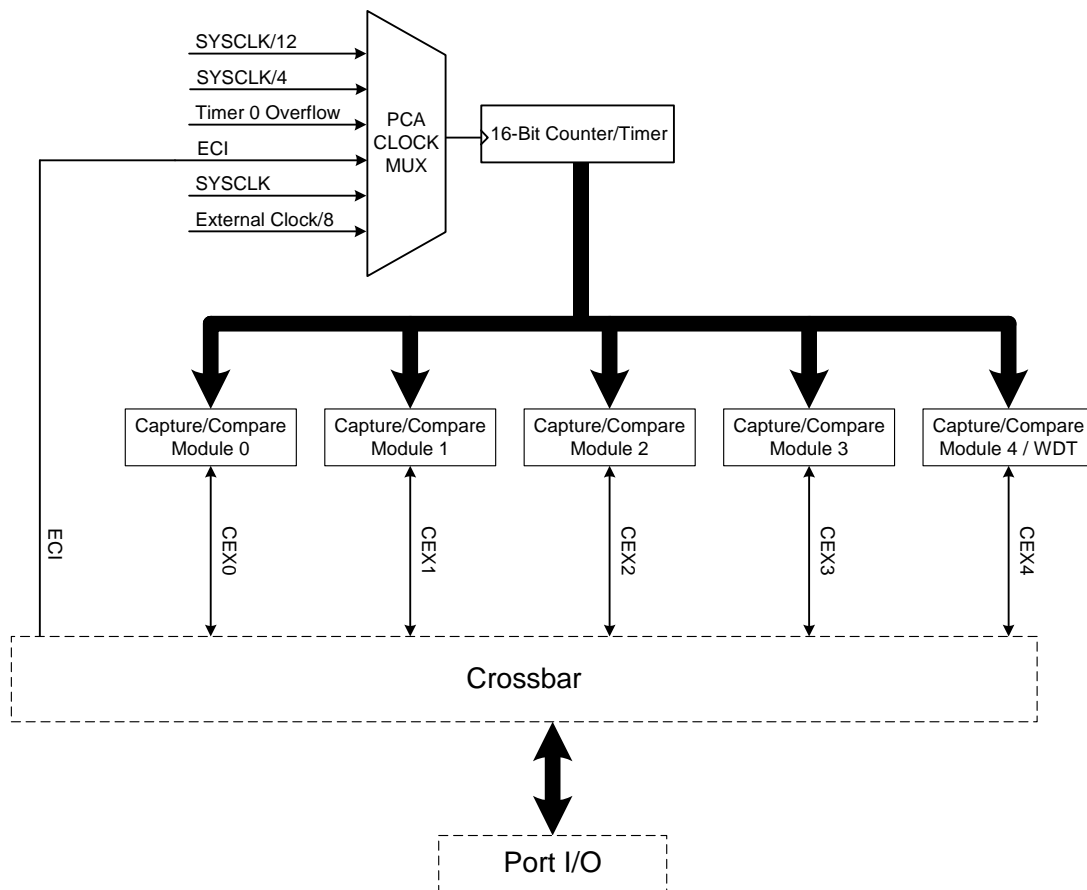 SYSCLK/12
SYSCLK/4
Timer 0 Overflow
ECI
SYSCLK
External Clock/8
PCA
CLOCK
MUX
16-Bit Counter/Timer
Capture/Compare
Module 0
Capture/Compare
Module 1
Capture/Compare
Module 2
Capture/Compare
Module 3
Capture/Compare
Module 4 / WDT
ECI
CEX0
CEX1
CEX2
CEX3
CEX4
Crossbar
Port I/O